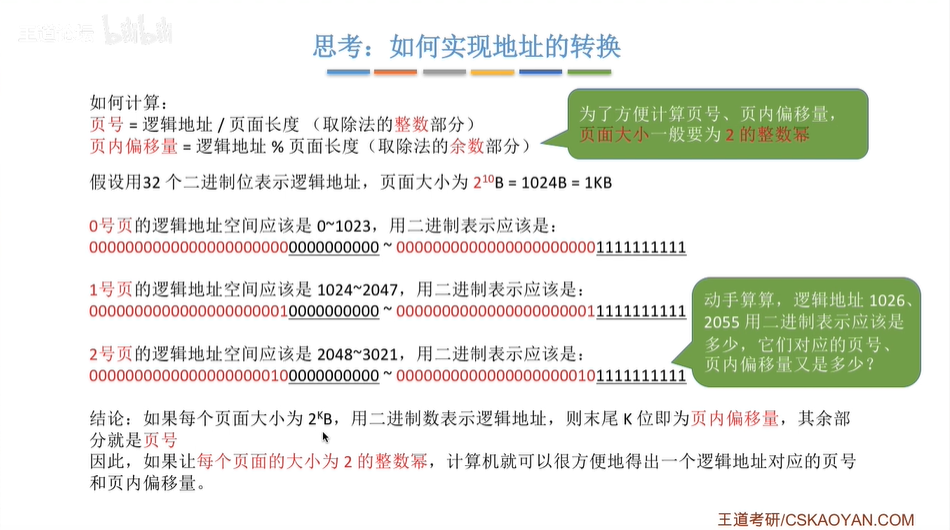 王道论坛 bilibili
思考：如何实现地址的转换
如何计算：
页号 = 逻辑地址 / 页面长度 （取除法的整数部分）
页内偏移量 = 逻辑地址 % 页面长度（取除法的余数部分）
为了方便计算页号、页内偏移量，
页面大小一般要为 2 的整数幂
假设用32 个二进制位表示逻辑地址，页面大小为 2¹⁰B = 1024B = 1KB
0号页的逻辑地址空间应该是 0~1023，用二进制表示应该是：
00000000000000000000000000000000 ~ 00000000000000000000001111111111
1号页的逻辑地址空间应该是 1024~2047，用二进制表示应该是：
00000000000000000000010000000000 ~ 00000000000000000000011111111111
2号页的逻辑地址空间应该是 2048~3021，用二进制表示应该是：
00000000000000000000100000000000 ~ 00000000000000000000101111111111
动手算算，逻辑地址 1026、
2055 用二进制表示应该是
多少，它们对应的页号、
页内偏移量又是多少？
结论：如果每个页面大小为 2ᴷB，用二进制数表示逻辑地址，则末尾 K 位即为页内偏移量，其余部
分就是页号
因此，如果让每个页面的大小为 2 的整数幂，计算机就可以很方便地得出一个逻辑地址对应的页号
和页内偏移量。
王道考研/CSKAOYAN.COM